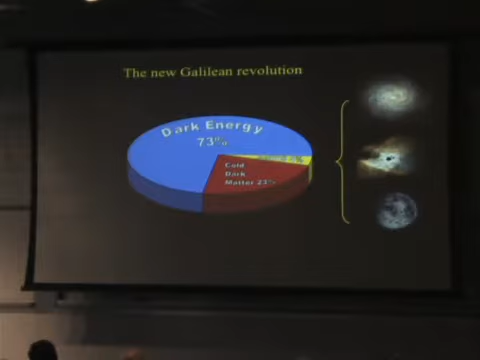 The new Galilean revolution
Dark Energy
73%
Cold
Dark
Matter 23%